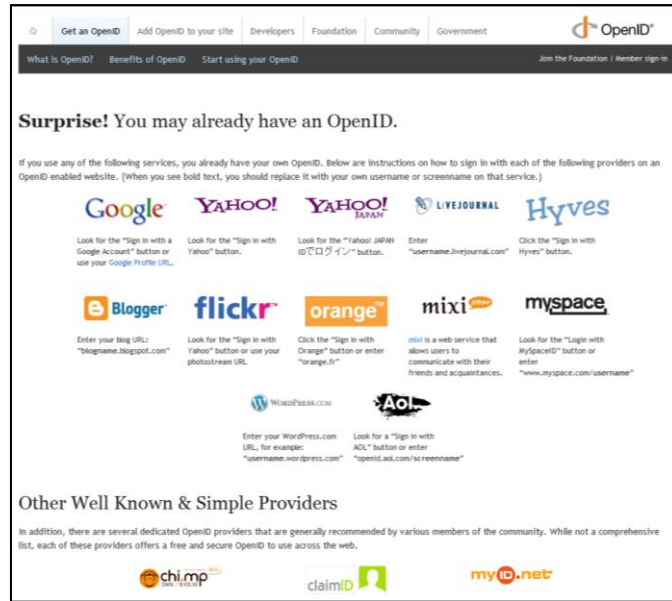 Get an OpenID Add OpenID to your site Developers Foundation Community Government OpenID®
What is OpenID? Benefits of OpenID Start using your OpenID Join the Foundation | Member sign-in
Surprise! You may already have an OpenID.
If you use any of the following services, you already have your own OpenID. Below are instructions on how to sign in with each of the following providers on an
OpenID enabled website. (When you see bold text, you should replace it with your own username or screenname on that service.)
Google
Look for the "Sign in with a
Google Account" button or
use your Google Profile URL.
YAHOO!
Look for the "Sign in with
Yahoo" button.
YAHOO!
JAPAN
Look for the "Yahoo! JAPAN
IDでログイン" button.
LIVEJOURNAL
Enter
"username.livejournal.com"
Hyves
Click the "Sign in with
Hyves" button.
Blogger
Enter your blog URL:
"blogname.blogspot.com"
flickr
Look for the "Sign in with
Yahoo" button or use your
photostream URL
orange™
Click the "Sign in with
Orange" button or enter
"orange.fr"
mixi
mixi is a web service that
allows users to
communicate with their
friends and acquaintances.
myspace
Look for the "Login with
MySpaceID" button or
enter
"www.myspace.com/username"
WORDPRESS.COM
Enter your WordPress.com
URL, for example:
"username.wordpress.com"
AOL
Look for a "Sign in with
AOL" button or enter
"openid.aol.com/screenname"
Other Well Known & Simple Providers
In addition, there are several dedicated OpenID providers that are generally recommended by various members of the community. While not a comprehensive
list, each of these providers offers a free and secure OpenID to use across the web.
chi.mp
OWN + EVOLVE
claimID
myID.net